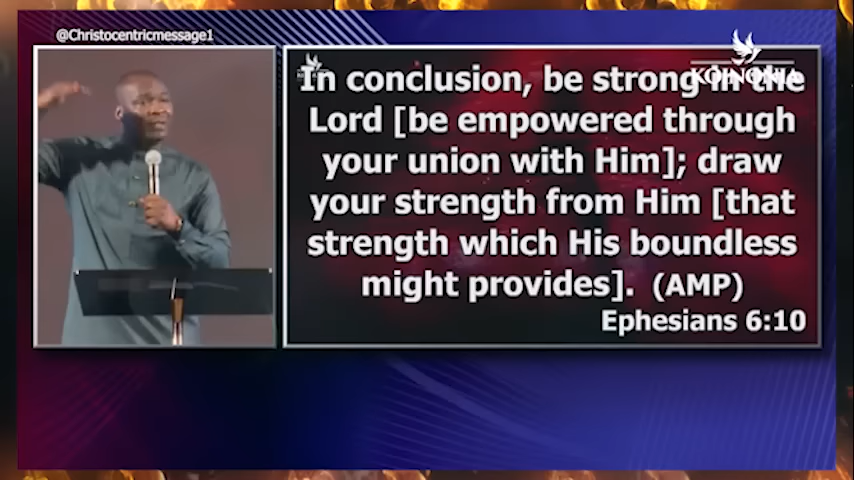 @Christocentricmessage1
KOINONIA
In conclusion, be strong in the
Lord [be empowered through
your union with Him]; draw
your strength from Him [that
strength which His boundless
might provides]. (AMP)
Ephesians 6:10